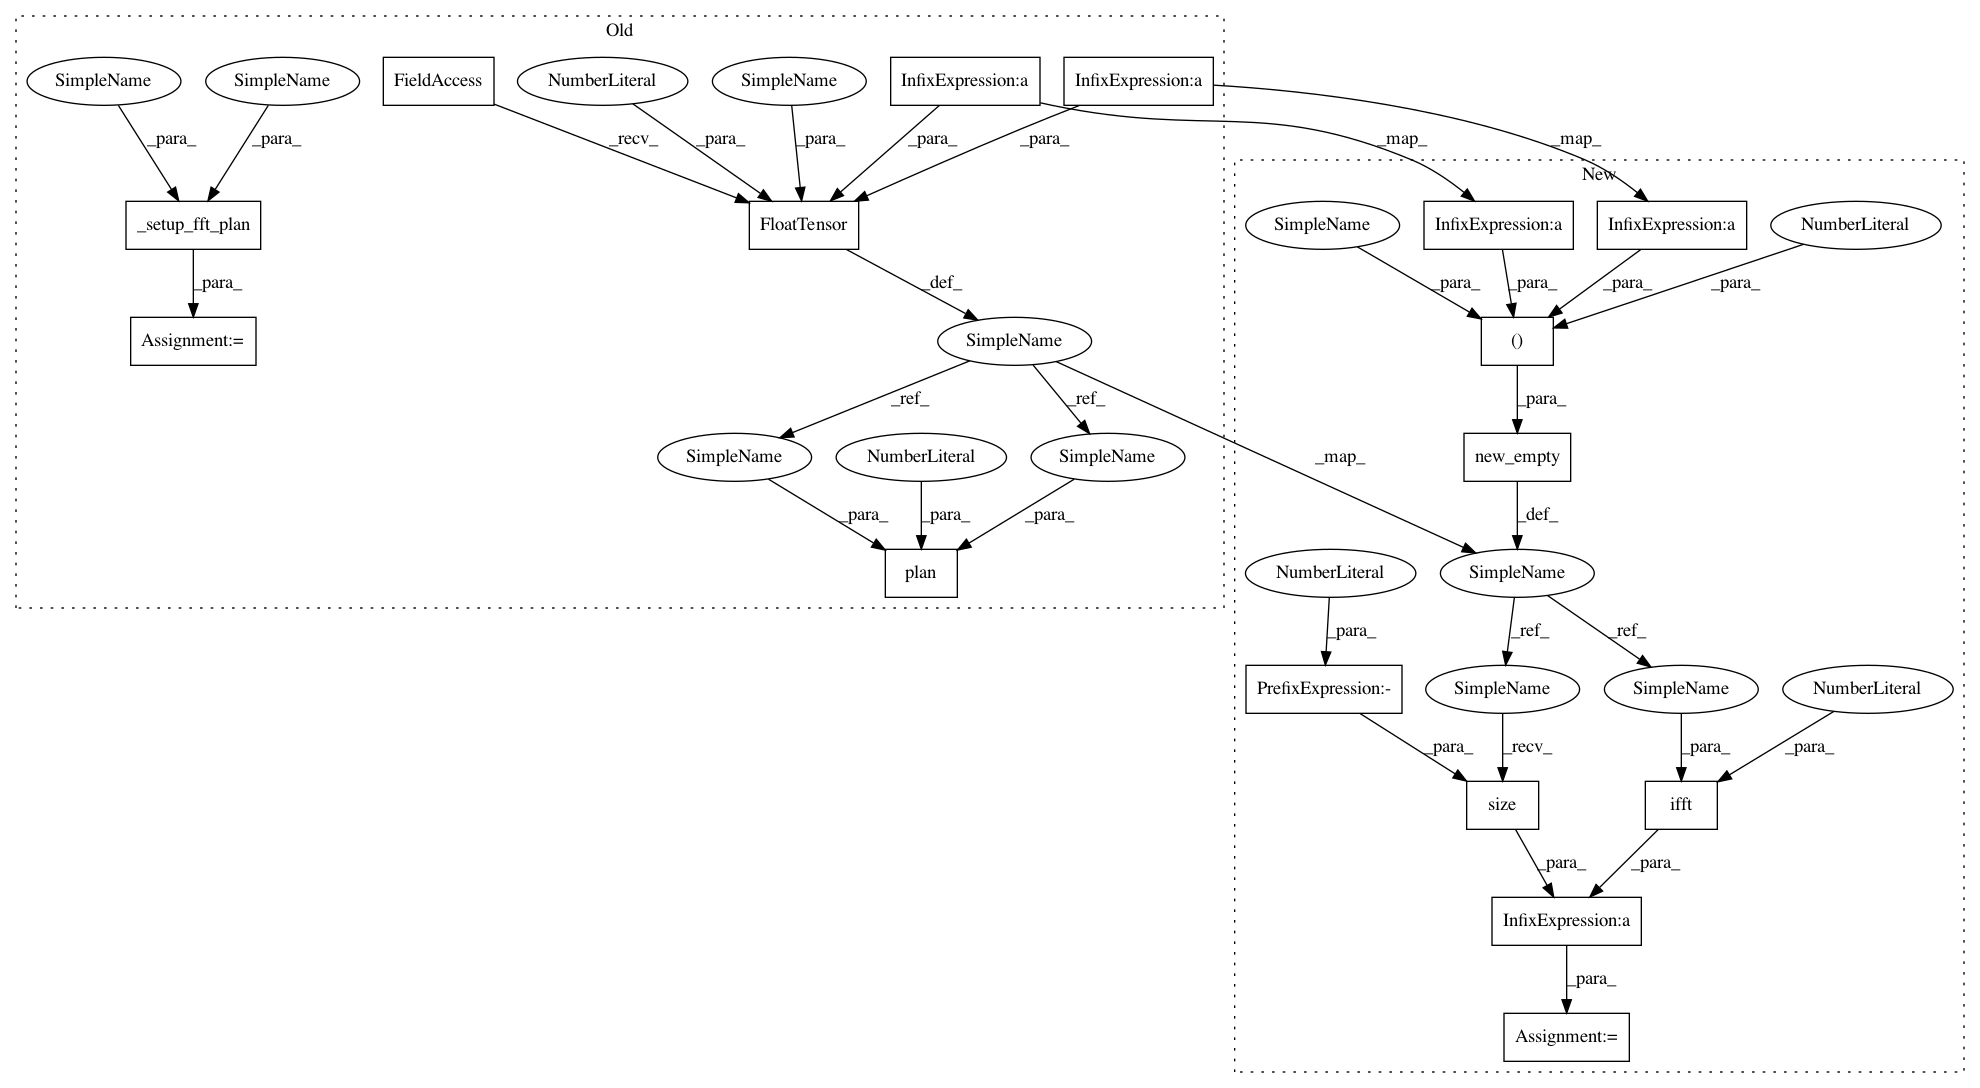 Old
SimpleName
SimpleName
FieldAccess
NumberLiteral
SimpleName
InfixExpression:a
InfixExpression:a
_para_
_para_
_recv_
_para_
_para_
_para_
_para_
_map_
_map_
New
_setup_fft_plan
FloatTensor
SimpleName
InfixExpression:a
InfixExpression:a
NumberLiteral
_para_
_def_
_para_
_para_
_para_
_para_
Assignment:=
SimpleName
()
_ref_
_ref_
_para_
SimpleName
NumberLiteral
SimpleName
_map_
new_empty
_para_
_para_
_para_
_def_
plan
NumberLiteral
SimpleName
_para_
_ref_
_ref_
PrefixExpression:-
SimpleName
SimpleName
NumberLiteral
_para_
_recv_
_para_
_para_
size
ifft
_para_
_para_
InfixExpression:a
_para_
Assignment:=